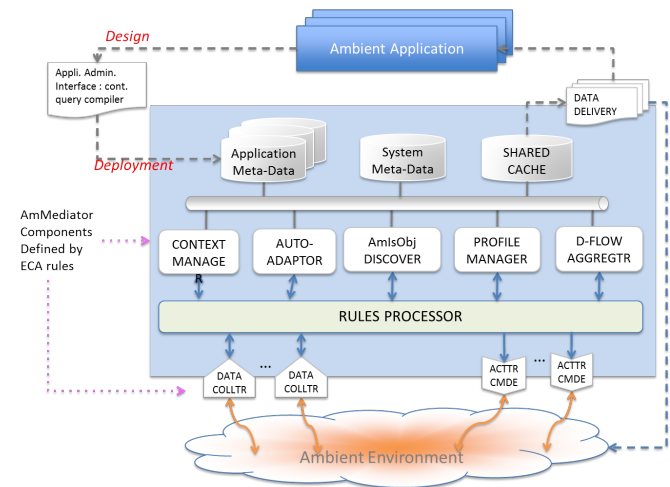 Design
Ambient Application
Appli. Admin.
Interface : cont.
query compiler
DATA
DELIVERY
Deployment
Application
Meta-Data
System
Meta-Data
SHARED
CACHE
AmMediator
Components
Defined by
ECA rules
CONTEXT
MANAGE
R
AUTO-
ADAPTOR
AmIsObj
DISCOVER
PROFILE
MANAGER
D-FLOW
AGGREGTR
RULES PROCESSOR
DATA
COLLTR
...
DATA
COLLTR
ACTTR
CMDE
...
ACTTR
CMDE
Ambient Environment